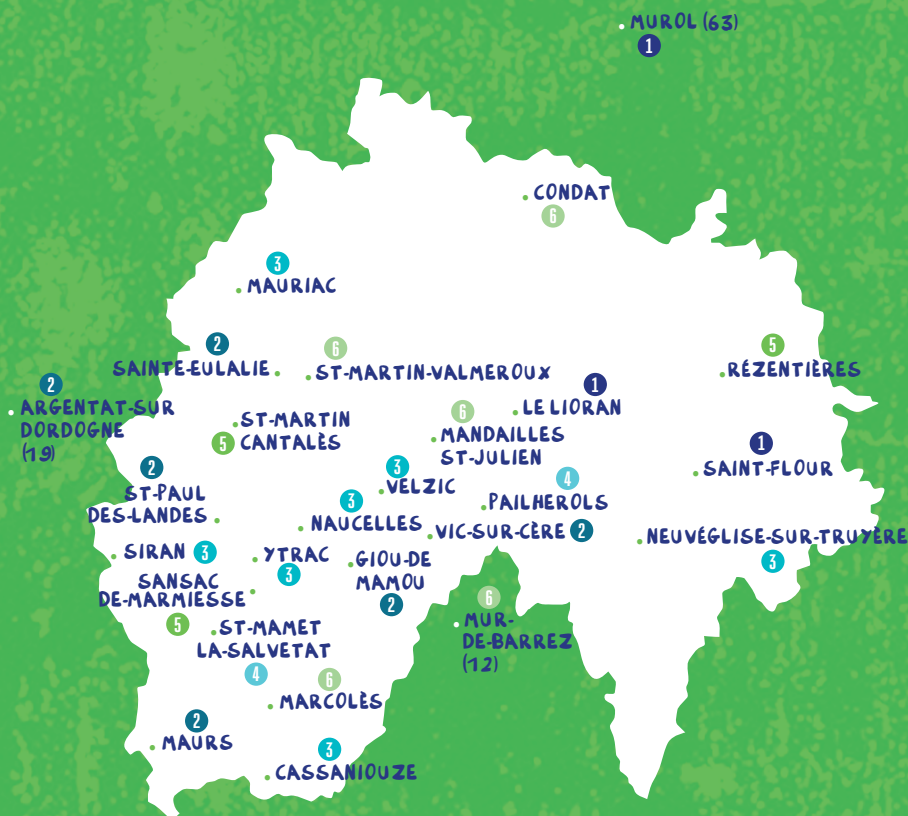 MUROL (63)
1
CONDAT
6
3
MAURIAC
2
SAINTE-EULALIE
6
ST-MARTIN-VALMEROUX
5
RÉZENTIÈRES
2
ARGENTAT-SUR
DORDOGNE
(19)
1
LE LIORAN
ST-MARTIN
CANTALÈS
5
6
MANDAILLES
ST-JULIEN
1
SAINT-FLOUR
2
ST-PAUL
DES-LANDES
3
VELZIC
4
PAILHEROLS
3
NAUCELLES
VIC-SUR-CÈRE 2
NEUVÉGLISE-SUR-TRUYÈRE
3
SIRAN 3
YTRAC
3
GIOU-DE
MAMOU
2
SANSAC
DE-MARMIESSE
5
6
MUR-
DE-BARREZ
(12)
ST-MAMET
LA-SALVETAT
4
6
MARCOLÈS
2
MAURS
3
CASSANIOUZE